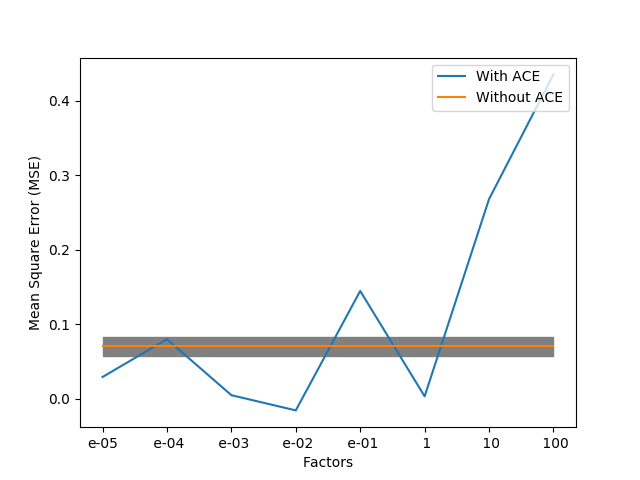 With ACE
Without ACE
0.4
0.3
0.2
0.1
0.0
Mean Square Error (MSE)
e-05 e-04 e-03 e-02 e-01 1 10 100
Factors